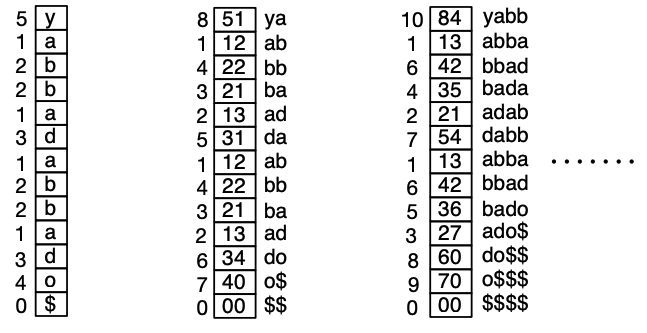 5 y 8 51 ya 10 84 yabb
1 a 1 12 ab 1 13 abba
2 b 4 22 bb 6 42 bbad
2 b 3 21 ba 4 35 bada
1 a 2 13 ad 2 21 adab
3 d 5 31 da 7 54 dabb
1 a 1 12 ab 1 13 abba .......
2 b 4 22 bb 6 42 bbad
2 b 3 21 ba 5 36 bado
1 a 2 13 ad 3 27 ado$
3 d 6 34 do 8 60 do$$
4 o 7 40 o$ 9 70 o$$$
0 $ 0 00 $$ 0 00 $$$$